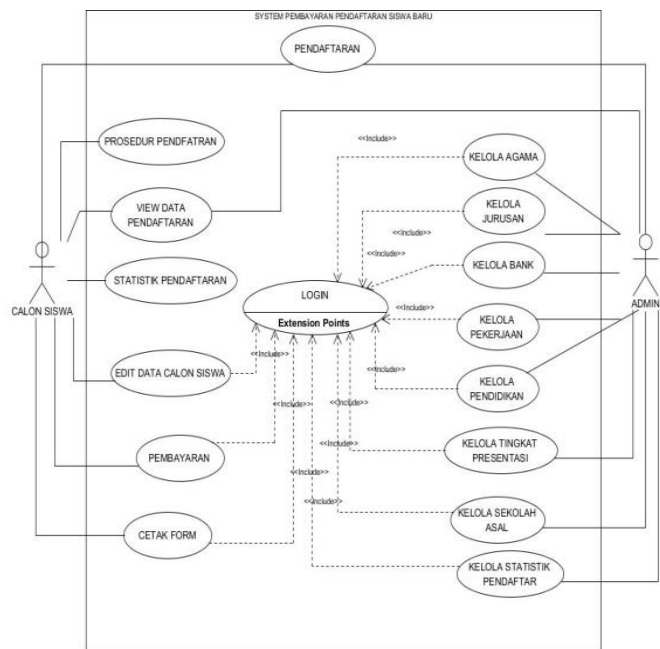 SYSTEM PEMBAYARAN PENDAFTARAN SISWA BARU
PENDAFTARAN
<<Include>>
PROSEDUR PENDFATRAN
KELOLA AGAMA
VIEW DATA
PENDAFTARAN
KELOLA
JURUSAN
<<Include>>
<<Include>>
KELOLA BANK
STATISTIK PENDAFTARAN
CALON SISWA
ADMIN
LOGIN
Extension Points
<<Include>>
KELOLA
PEKERJAAN
<<Include>>
<<Include>>
EDIT DATA CALON SISWA
<<Include>>
KELOLA
PENDIDIKAN
<<Include>>
<<Include>>
<<Include>>
PEMBAYARAN
KELOLA TINGKAT
PRESENTASI
<<Include>>
<<Include>>
CETAK FORM
KELOLA SEKOLAH
ASAL
KELOLA STATISTIK
PENDAFTAR